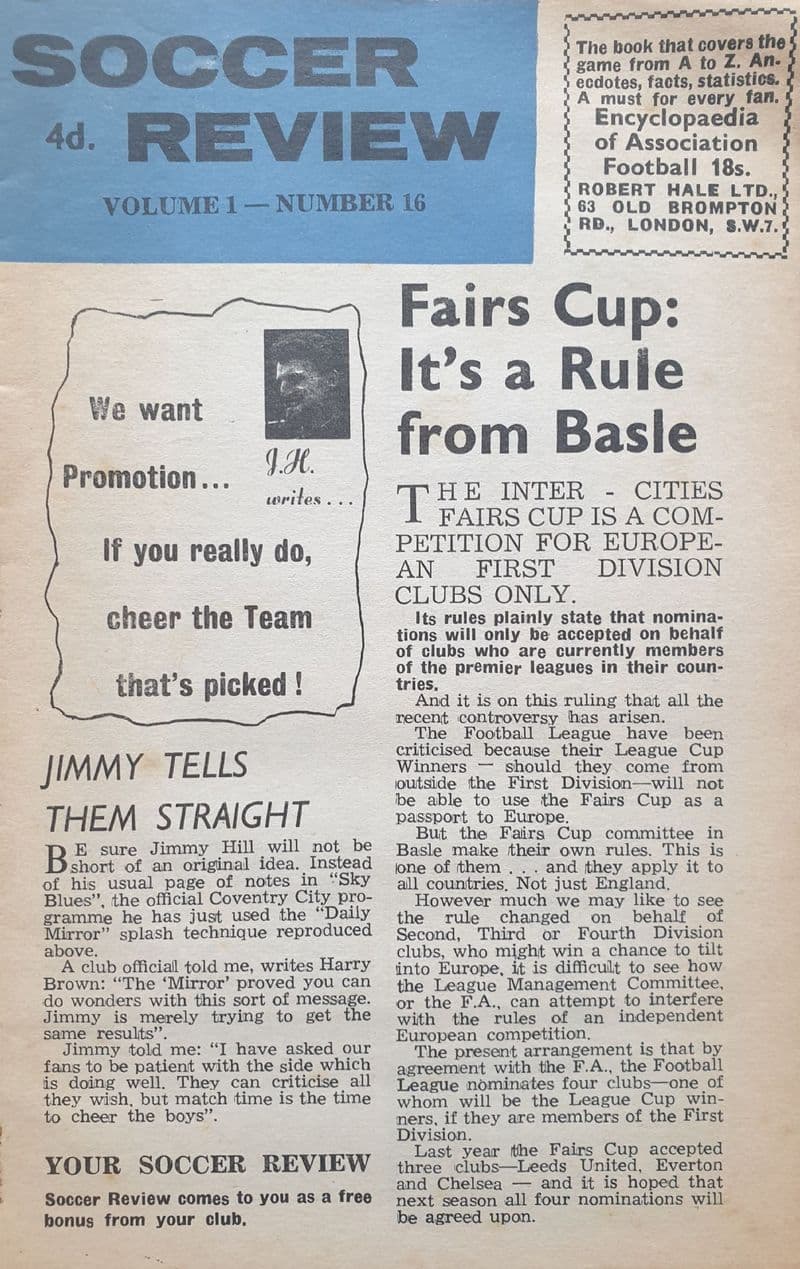 SOCCER
4d. REVIEW
VOLUME 1 — NUMBER 16
The book that covers the
game from A to Z. An-
ecdotes, facts, statistics.
A must for every fan.
Encyclopaedia
of Association
Football 18s.
ROBERT HALE LTD.,
63 OLD BROMPTON
RD., LONDON, S.W.7.
We want
Promotion...
J.H.
writes...
If you really do,
cheer the Team
that's picked!
JIMMY TELLS
THEM STRAIGHT
BE sure Jimmy Hill will not be
short of an original idea. Instead
of his usual page of notes in "Sky
Blues", the official Coventry City pro-
gramme he has just used the "Daily
Mirror" splash technique reproduced
above.
A club official told me, writes Harry
Brown: "The 'Mirror' proved you can
do wonders with this sort of message.
Jimmy is merely trying to get the
same results".
Jimmy told me: "I have asked our
fans to be patient with the side which
is doing well. They can criticise all
they wish, but match time is the time
to cheer the boys".
YOUR SOCCER REVIEW
Soccer Review comes to you as a free
bonus from your club.
Fairs Cup:
It's a Rule
from Basle
THE INTER - CITIES
FAIRS CUP IS A COM-
PETITION FOR EUROPE-
AN FIRST DIVISION
CLUBS ONLY.
Its rules plainly state that nomina-
tions will only be accepted on behalf
of clubs who are currently members
of the premier leagues in their coun-
tries.
And it is on this ruling that all the
recent controversy has arisen.
The Football League have been
criticised because their League Cup
Winners — should they come from
outside the First Division—will not
be able to use the Fairs Cup as a
passport to Europe.
But the Fairs Cup committee in
Basle make their own rules. This is
one of them . . . and they apply it to
all countries. Not just England.
However much we may like to see
the rule changed on behalf of
Second, Third or Fourth Division
clubs, who might win a chance to tilt
into Europe, it is difficult to see how
the League Management Committee,
or the F.A., can attempt to interfere
with the rules of an independent
European competition.
The present arrangement is that by
agreement with the F.A., the Football
League nominates four clubs—one of
whom will be the League Cup win-
ners, if they are members of the First
Division.
Last year the Fairs Cup accepted
three clubs—Leeds United, Everton
and Chelsea — and it is hoped that
next season all four nominations will
be agreed upon.